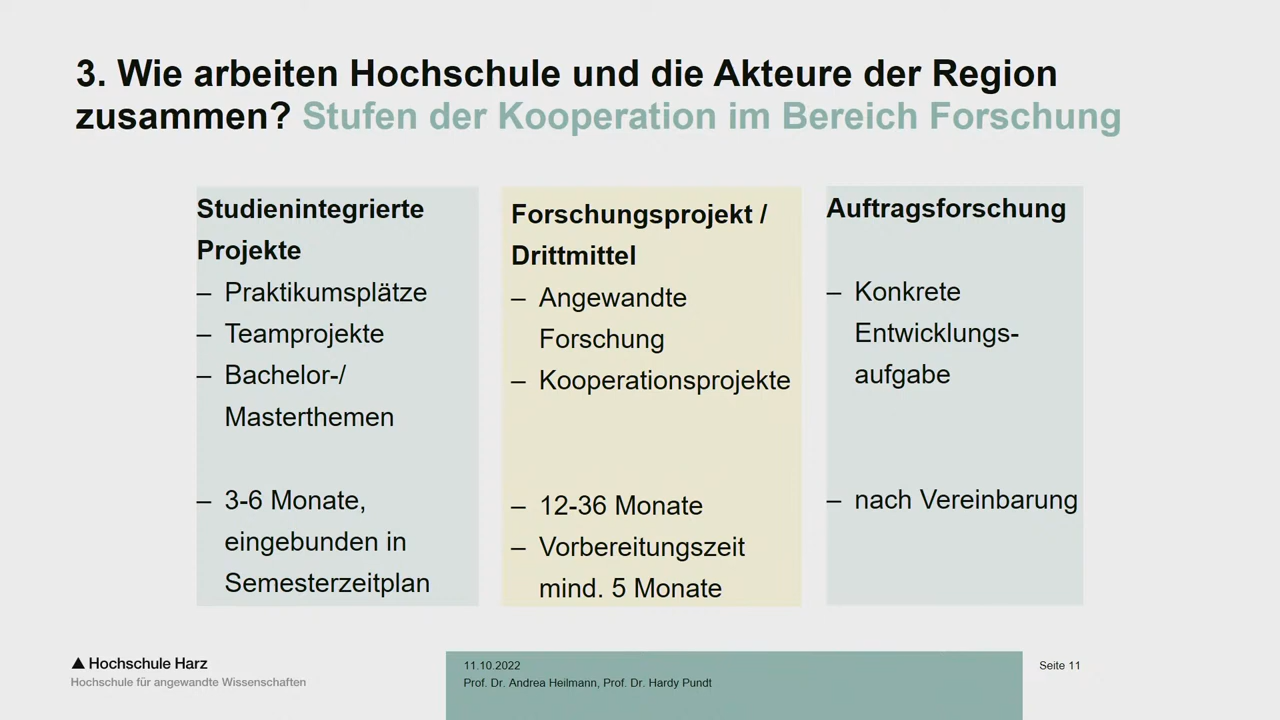 3. Wie arbeiten Hochschule und die Akteure der Region
zusammen? Stufen der Kooperation im Bereich Forschung
Studienintegrierte
Projekte
– Praktikumsplätze
– Teamprojekte
– Bachelor-/
Masterthemen
– 3-6 Monate,
eingebunden in
Semesterzeitplan
Forschungsprojekt /
Drittmittel
– Angewandte
Forschung
– Kooperationsprojekte
– 12-36 Monate
– Vorbereitungszeit
mind. 5 Monate
Auftragsforschung
– Konkrete
Entwicklungs-
aufgabe
– nach Vereinbarung
Hochschule Harz
Hochschule für angewandte Wissenschaften
11.10.2022
Prof. Dr. Andrea Heilmann, Prof. Dr. Hardy Pundt
Seite 11